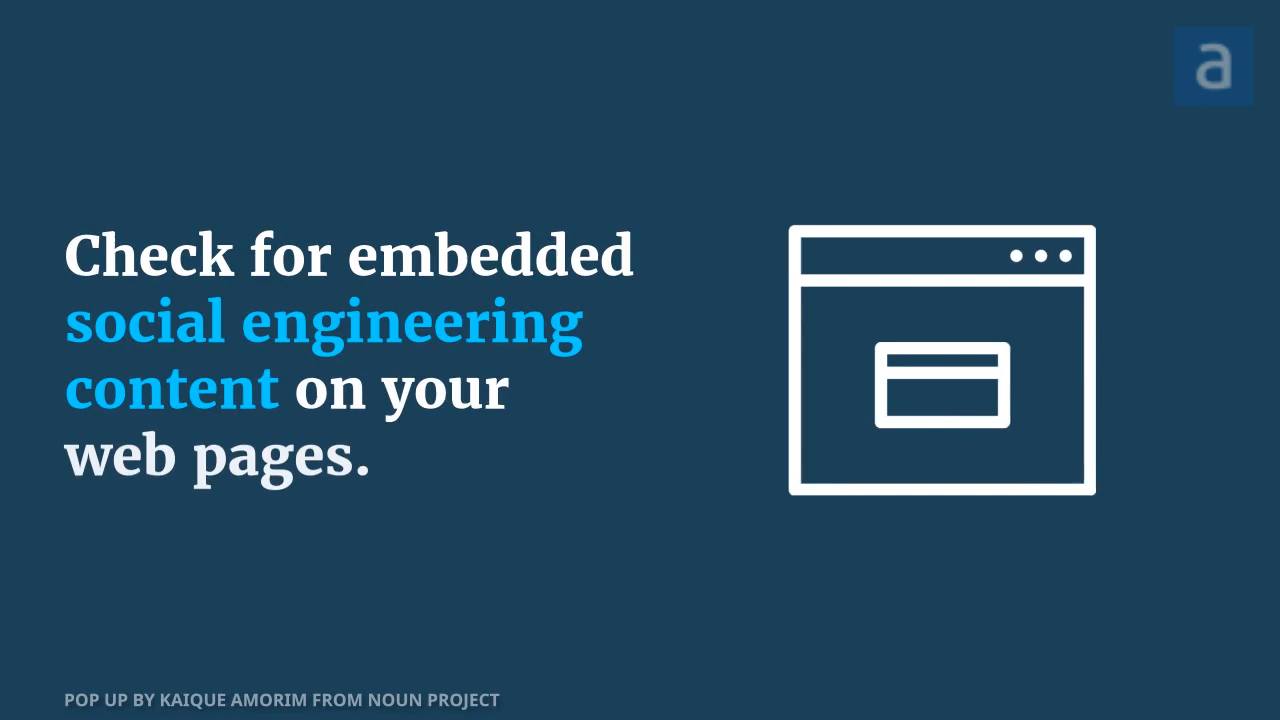 a
Check for embedded
social engineering
content on your
web pages.
POP UP BY KAIQUE AMORIM FROM NOUN PROJECT